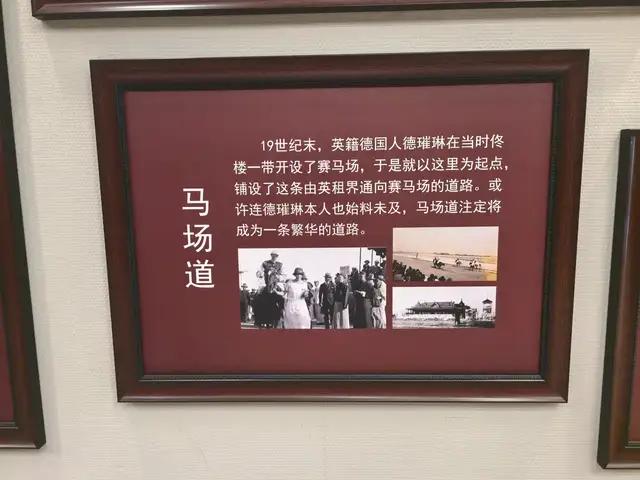 19世纪末，英籍德国人德璀琳在当时佟
楼一带开设了赛马场，于是就以这里为起点，
铺设了这条由英租界通向赛马场的道路。或
许连德璀琳本人也始料未及，马场道注定将
成为一条繁华的道路。
马场道